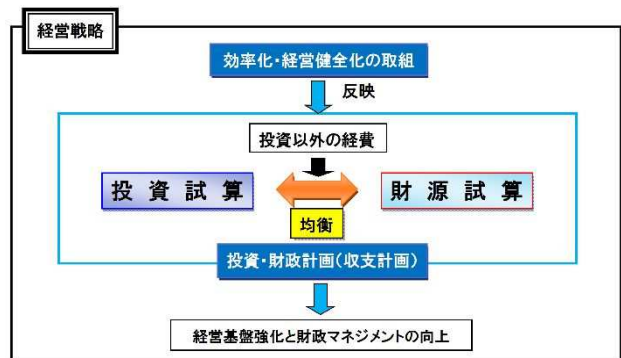 経営戦略
効率化・経営健全化の取組
反映
投資以外の経費
投資試算
財源試算
均衡
投資・財政計画(収支計画)
経営基盤強化と財政マネジメントの向上